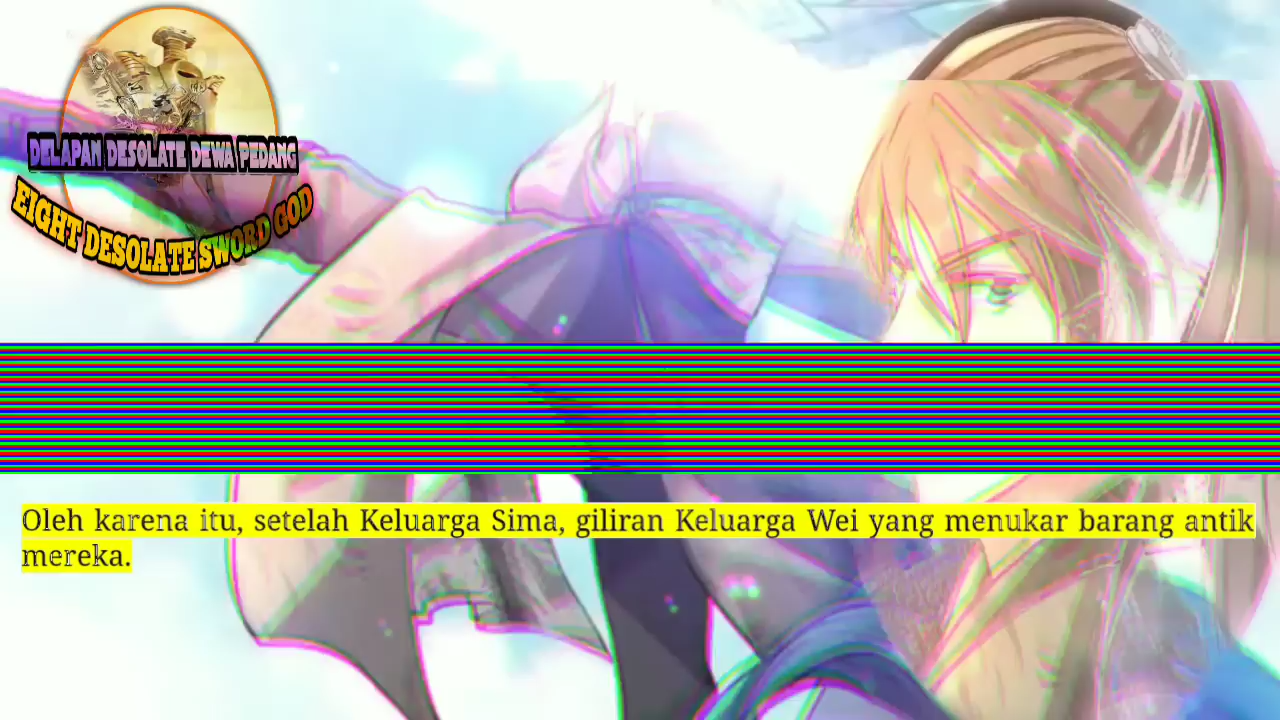 DELAPAN DESOLATE DEWA PEDANG
EIGHT DESOLATE SWORD GOD
Oleh karena itu, setelah Keluarga Sima, giliran Keluarga Wei yang menukar barang antik
mereka.